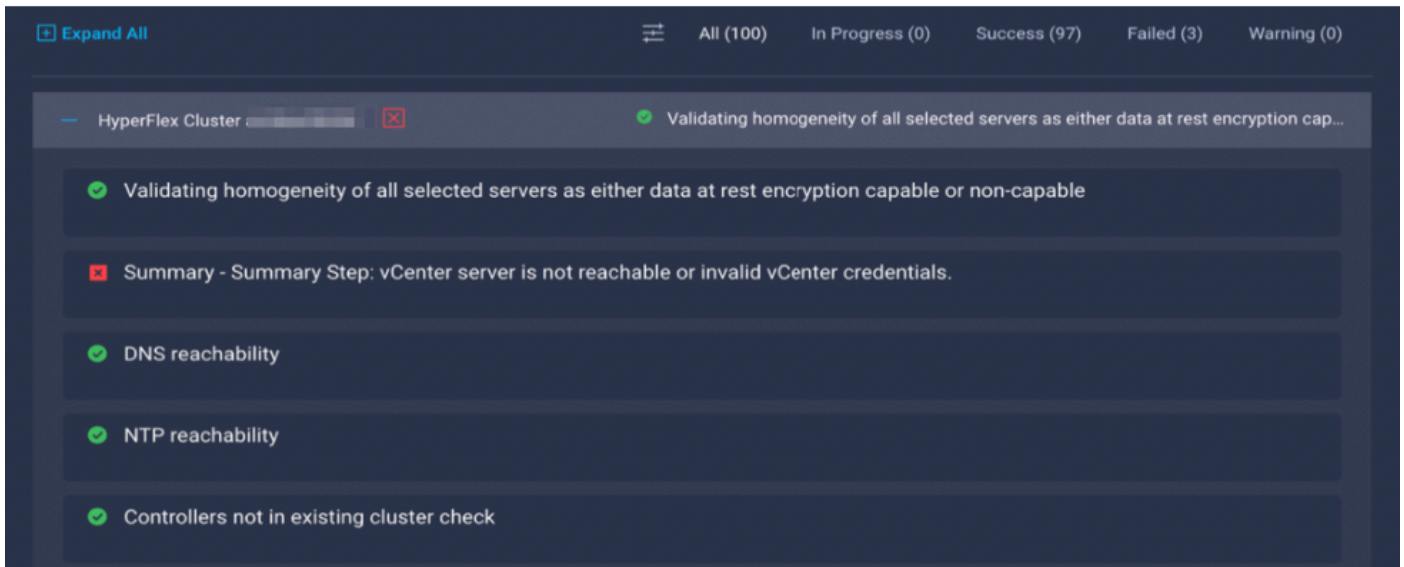 Expand All
All (100) In Progress (0) Success (97) Failed (3) Warning (0)
HyperFlex Cluster
Validating homogeneity of all selected servers as either data at rest encryption cap...
Validating homogeneity of all selected servers as either data at rest encryption capable or non-capable
Summary - Summary Step: vCenter server is not reachable or invalid vCenter credentials.
DNS reachability
NTP reachability
Controllers not in existing cluster check